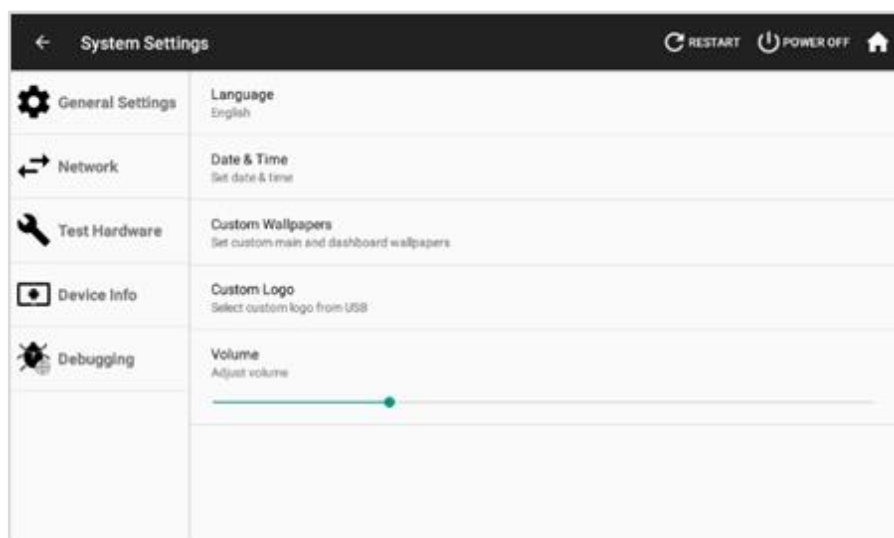 System Settings
RESTART
POWER OFF
General Settings
Network
Test Hardware
Device Info
Debugging
Language
English
Date & Time
Set date & time
Custom Wallpapers
Set custom main and dashboard wallpapers
Custom Logo
Select custom logo from USB
Volume
Adjust volume